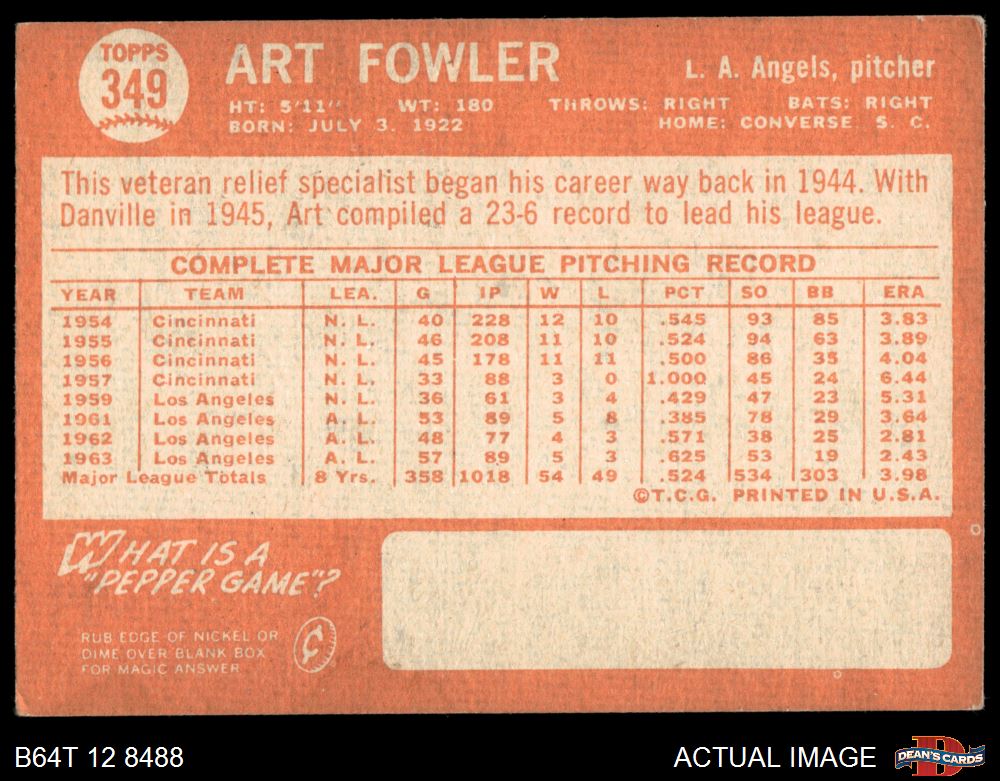 TOPPS
349
ART FOWLER
L. A. Angels, pitcher
HT: 5'11" WT: 180 THROWS: RIGHT BATS: RIGHT
BORN: JULY 3, 1922 HOME: CONVERSE S. C.
This veteran relief specialist began his career way back in 1944. With
Danville in 1945, Art compiled a 23-6 record to lead his league.
COMPLETE MAJOR LEAGUE PITCHING RECORD
YEAR TEAM LEA. G IP W L PCT SO BB ERA
1954 Cincinnati N. L. 40 228 12 10 .545 93 85 3.83
1955 Cincinnati N. L. 46 208 11 10 .524 94 63 3.89
1956 Cincinnati N. L. 45 178 11 11 .500 86 35 4.04
1957 Cincinnati N. L. 33 88 3 0 1.000 45 24 6.44
1959 Los Angeles N. L. 36 61 3 4 .429 47 23 5.31
1961 Los Angeles A. L. 53 89 5 8 .385 78 29 3.64
1962 Los Angeles A. L. 48 77 4 3 .571 38 25 2.81
1963 Los Angeles A. L. 57 89 5 3 .625 53 19 2.43
Major League Totals 8 Yrs. 358 1018 54 49 .524 534 303 3.98
©T.C.G. PRINTED IN U.S.A.
WHAT IS A
"PEPPER GAME"?
RUB EDGE OF NICKEL OR
DIME OVER BLANK BOX
FOR MAGIC ANSWER
B64T 12 8488
ACTUAL IMAGE
DEAN'S CARDS